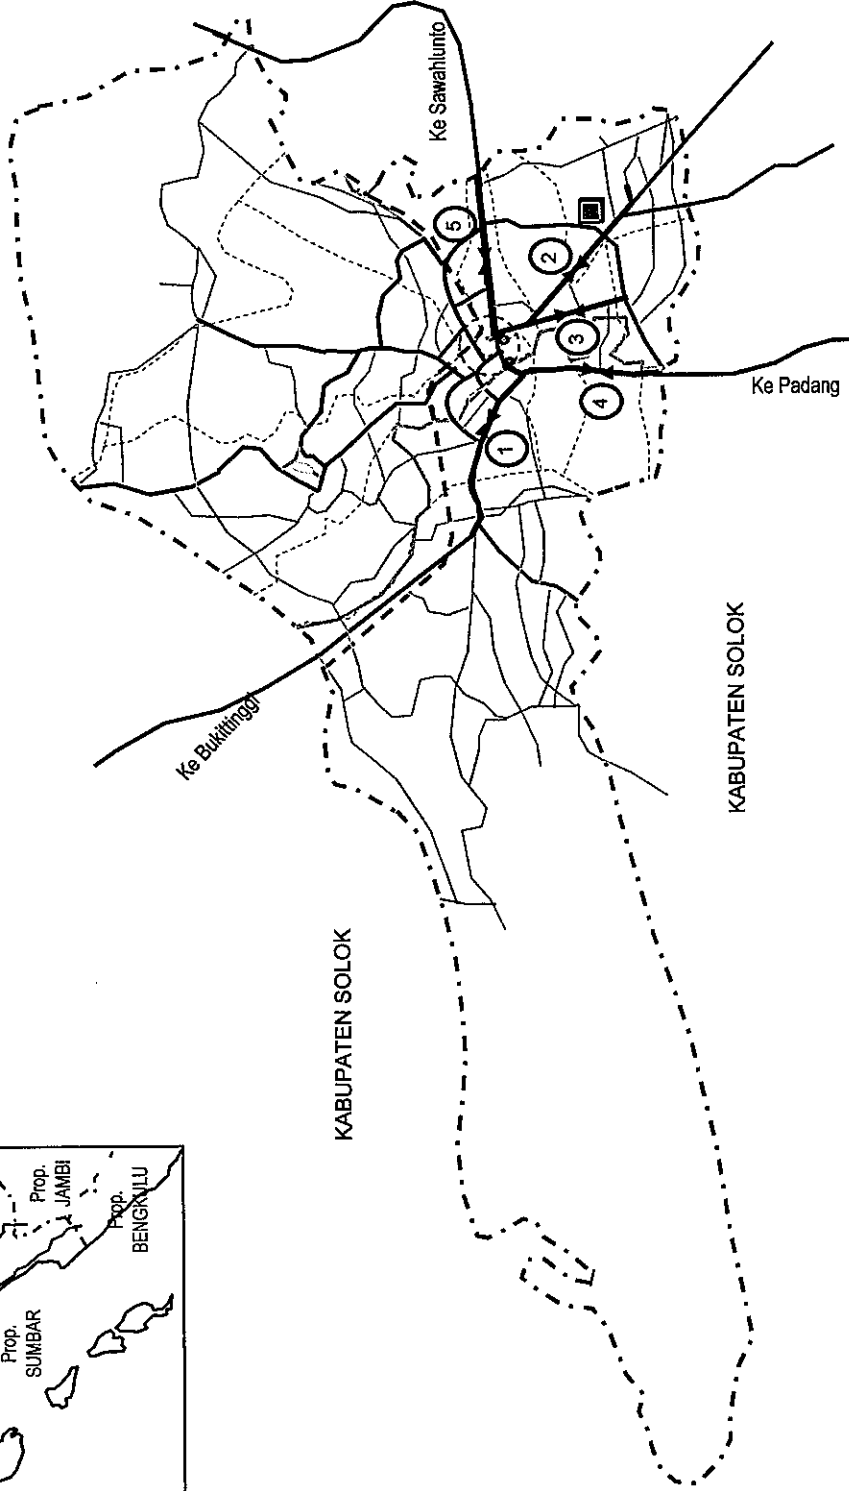 Ke Sawahlunto
5
2
3
4
1
Ke Padang
Ke Bukittinggi
KABUPATEN SOLOK
KABUPATEN SOLOK
Prop.
JAMBI
Prop.
BENGKULU
Prop.
SUMBAR